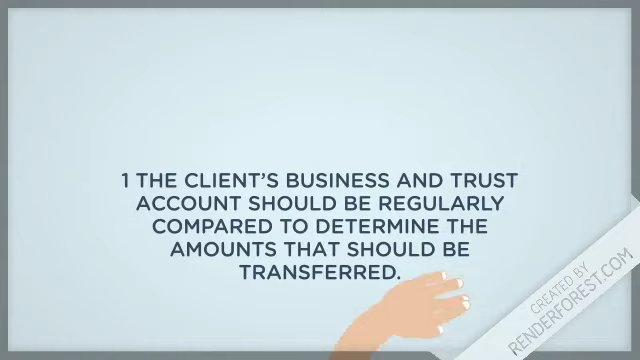 1 THE CLIENT'S BUSINESS AND TRUST
ACCOUNT SHOULD BE REGULARLY
COMPARED TO DETERMINE THE
AMOUNTS THAT SHOULD BE
TRANSFERRED.
CREATED BY
RENDERFOREST.COM